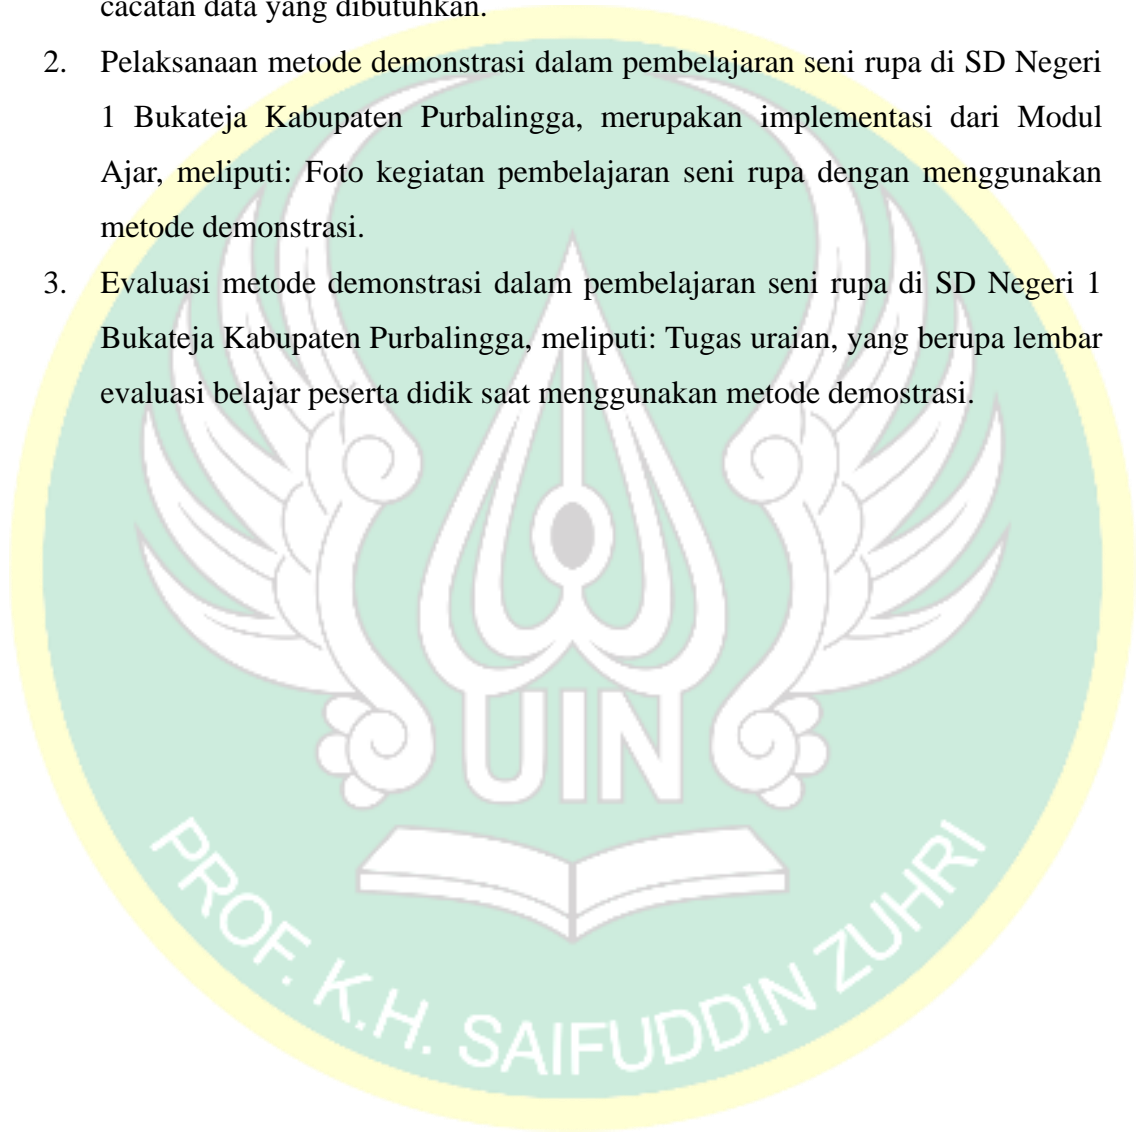 cacatan data yang dibutuhkan.
2. Pelaksanaan metode demonstrasi dalam pembelajaran seni rupa di SD Negeri
1 Bukateja Kabupaten Purbalingga, merupakan implementasi dari Modul
Ajar, meliputi: Foto kegiatan pembelajaran seni rupa dengan menggunakan
metode demonstrasi.
3. Evaluasi metode demonstrasi dalam pembelajaran seni rupa di SD Negeri 1
Bukateja Kabupaten Purbalingga, meliputi: Tugas uraian, yang berupa lembar
evaluasi belajar peserta didik saat menggunakan metode demostrasi.
UIN
PROF. K.H. SAIFUDDIN ZUHRI